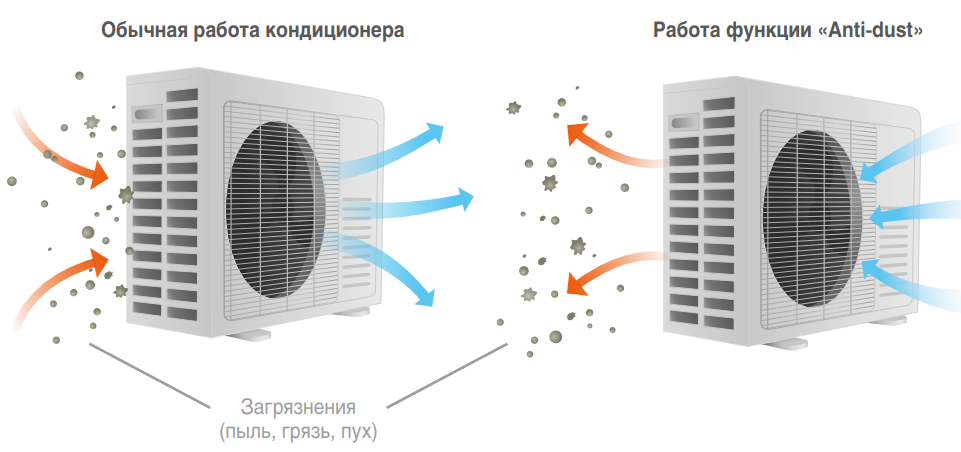 Обычная работа кондиционера
Работа функции «Anti-dust»
Загрязнения
(пыль, грязь, пух)